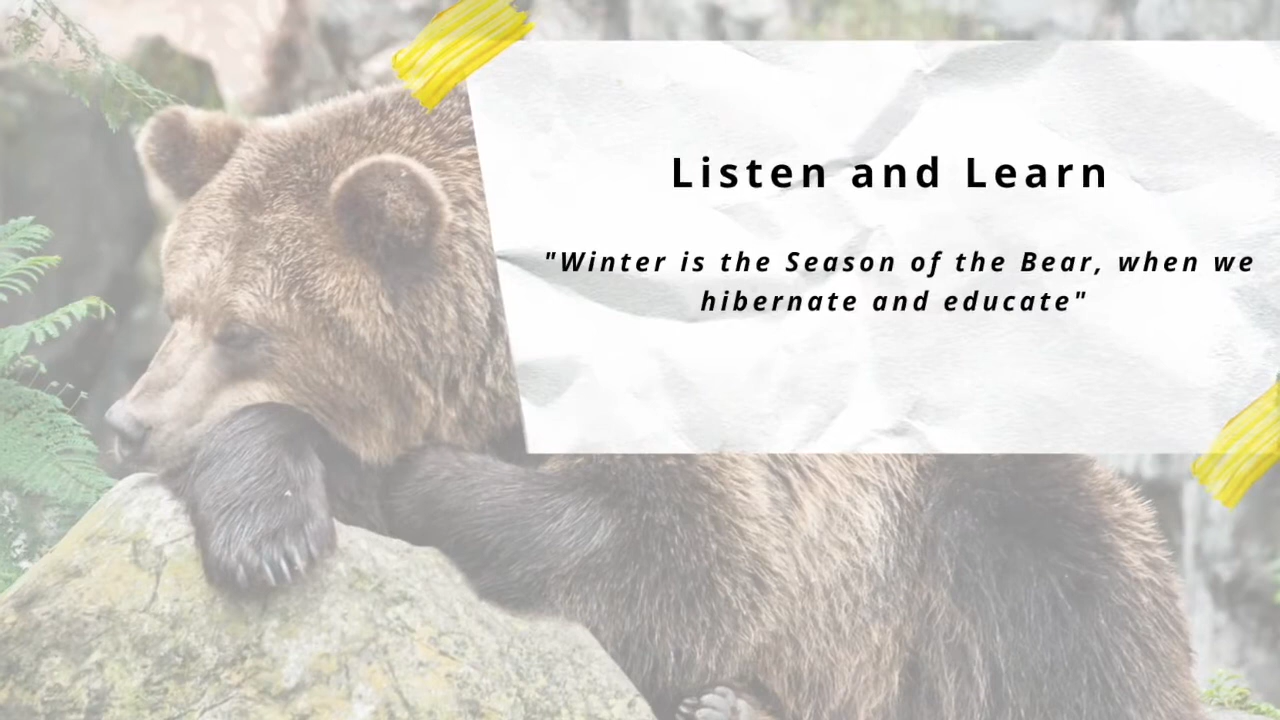 Listen and Learn
"Winter is the Season of the Bear, when we
hibernate and educate"